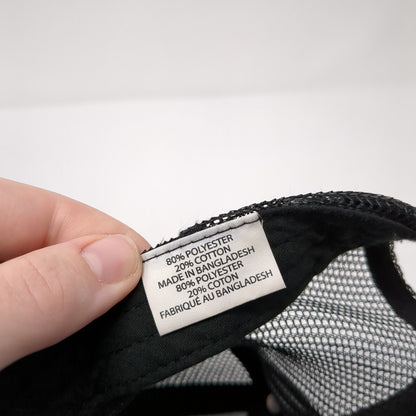 80% POLYESTER
20% COTTON
MADE IN BANGLADESH
80% POLYESTER
20% COTON
FABRIQUÉ AU BANGLADESH